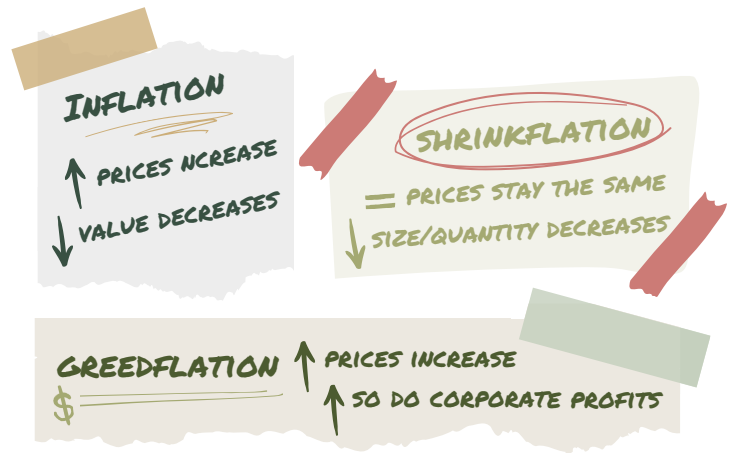 INFLATION
↑ PRICES NCREASE
↓ VALUE DECREASES
SHRINKFLATION
= PRICES STAY THE SAME
↓ SIZE/QUANTITY DECREASES
GREEDFLATION
$
↑ PRICES INCREASE
↑ SO DO CORPORATE PROFITS